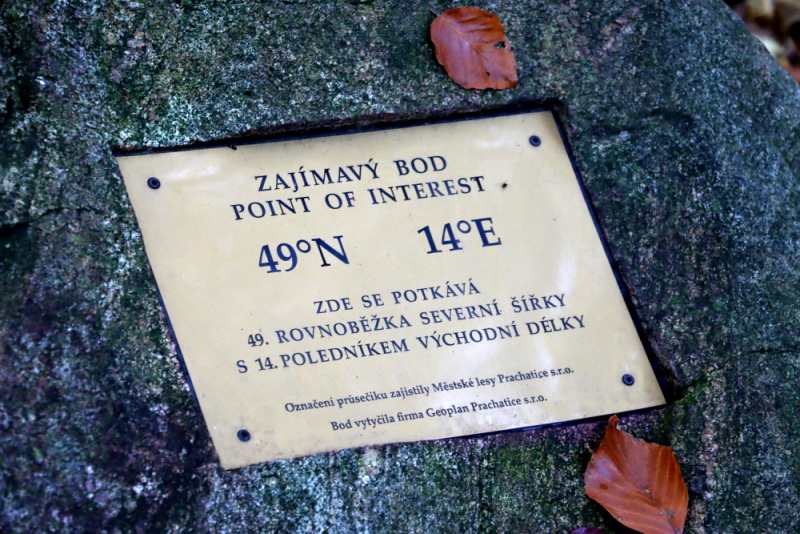 ZAJÍMAVÝ BOD
POINT OF INTEREST
49°N 14°E
ZDE SE POTKÁVÁ
49. ROVNOBĚŽKA SEVERNÍ ŠÍŘKY
S 14. POLEDNÍKEM VÝCHODNÍ DÉLKY
Označení průsečíku zajistily Městské lesy Prachatice s.r.o.
Bod vytyčila firma Geoplan Prachatice s.r.o.